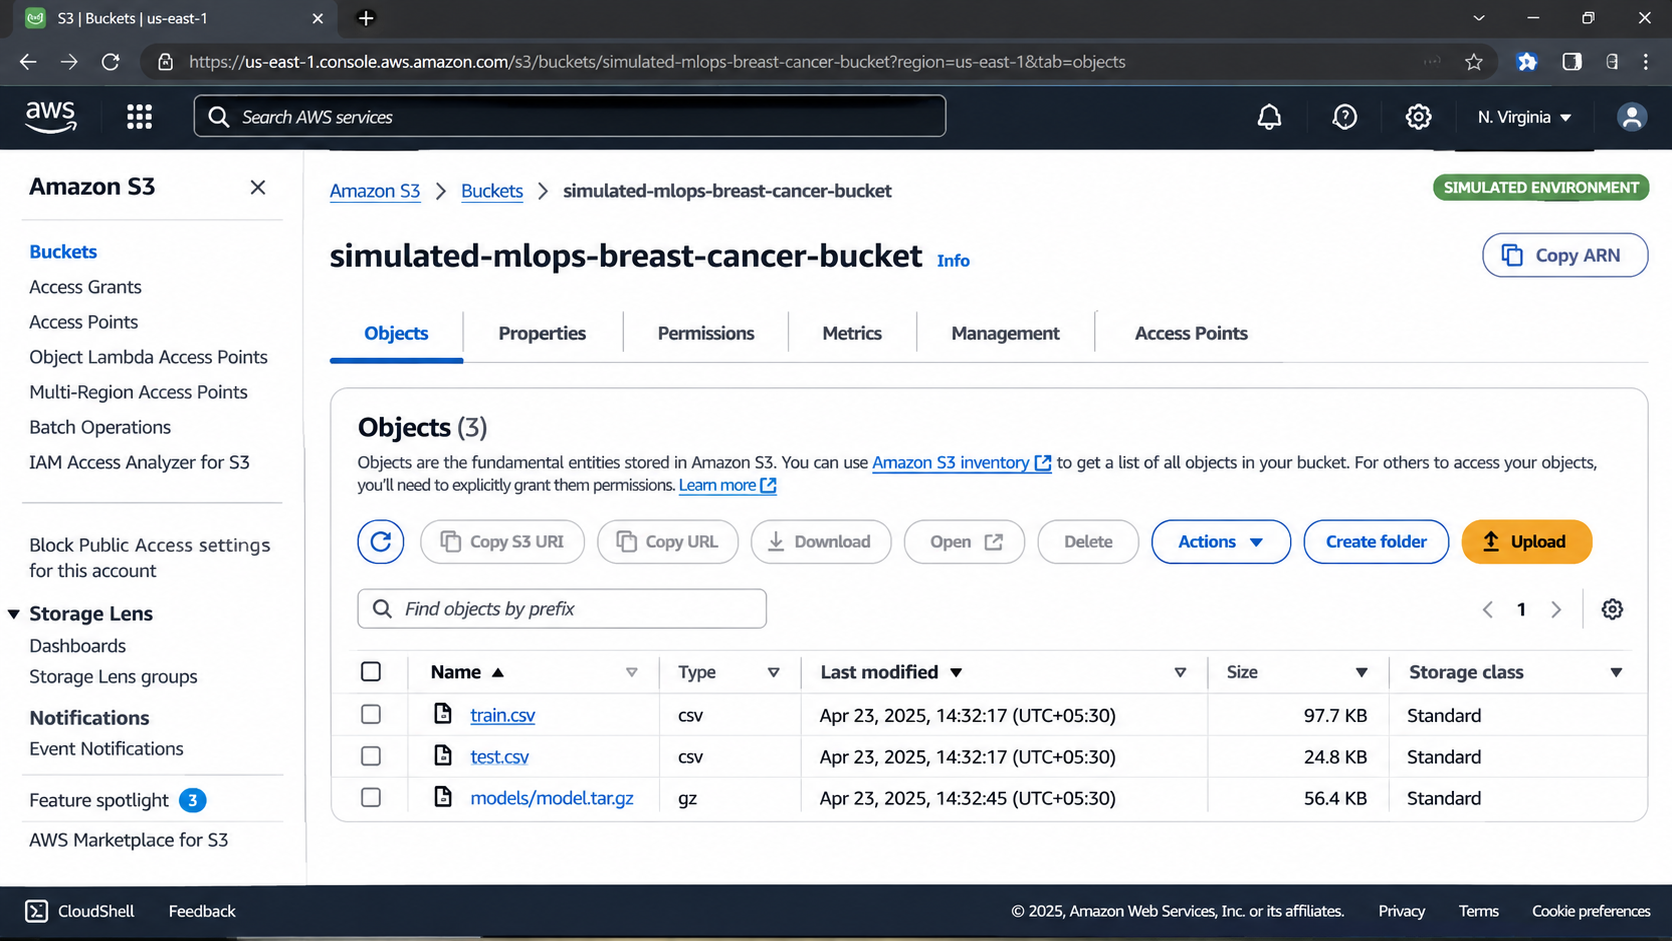 S3 | Buckets | us-east-1
https://us-east-1.console.aws.amazon.com/s3/buckets/simulated-mlops-breast-cancer-bucket?region=us-east-1&tab=objects
aws
Search AWS services
N. Virginia
Amazon S3
Buckets
Access Grants
Access Points
Object Lambda Access Points
Multi-Region Access Points
Batch Operations
IAM Access Analyzer for S3
Block Public Access settings
for this account
Storage Lens
Dashboards
Storage Lens groups
Notifications
Event Notifications
Feature spotlight 3
AWS Marketplace for S3
Amazon S3 > Buckets > simulated-mlops-breast-cancer-bucket
SIMULATED ENVIRONMENT
simulated-mlops-breast-cancer-bucket Info
Copy ARN
Objects Properties Permissions Metrics Management Access Points
Objects (3)
Objects are the fundamental entities stored in Amazon S3. You can use Amazon S3 inventory to get a list of all objects in your bucket. For others to access your objects,
you'll need to explicitly grant them permissions. Learn more
Copy S3 URI Copy URL Download Open Delete Actions Create folder Upload
Find objects by prefix
1
Name Type Last modified Size Storage class
train.csv csv Apr 23, 2025, 14:32:17 (UTC+05:30) 97.7 KB Standard
test.csv csv Apr 23, 2025, 14:32:17 (UTC+05:30) 24.8 KB Standard
models/model.tar.gz gz Apr 23, 2025, 14:32:45 (UTC+05:30) 56.4 KB Standard
CloudShell Feedback
© 2025, Amazon Web Services, Inc. or its affiliates. Privacy Terms Cookie preferences